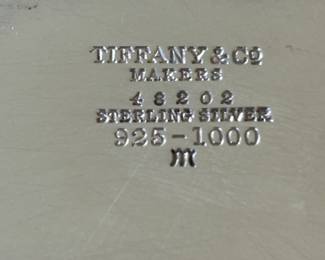 TIFFANY & Co
MAKERS
48202
STERLING SILVER
925-1000
m